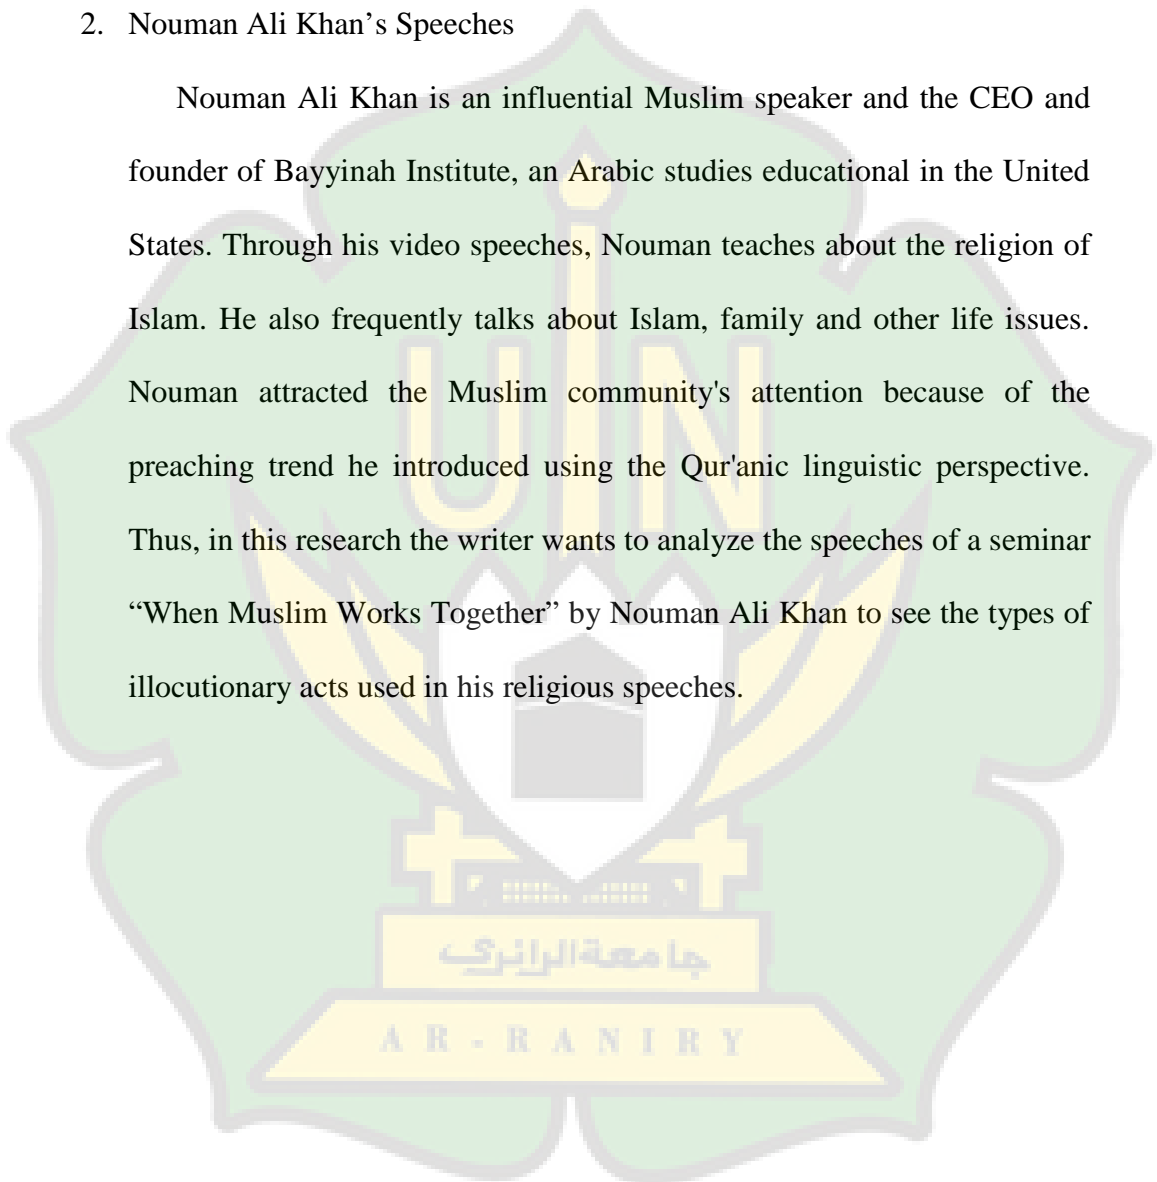 2. Nouman Ali Khan’s Speeches
Nouman Ali Khan is an influential Muslim speaker and the CEO and
founder of Bayyinah Institute, an Arabic studies educational in the United
States. Through his video speeches, Nouman teaches about the religion of
Islam. He also frequently talks about Islam, family and other life issues.
Nouman attracted the Muslim community's attention because of the
preaching trend he introduced using the Qur'anic linguistic perspective.
Thus, in this research the writer wants to analyze the speeches of a seminar
“When Muslim Works Together” by Nouman Ali Khan to see the types of
illocutionary acts used in his religious speeches.
UIN
جامعة الرانري
AR-RANIRY